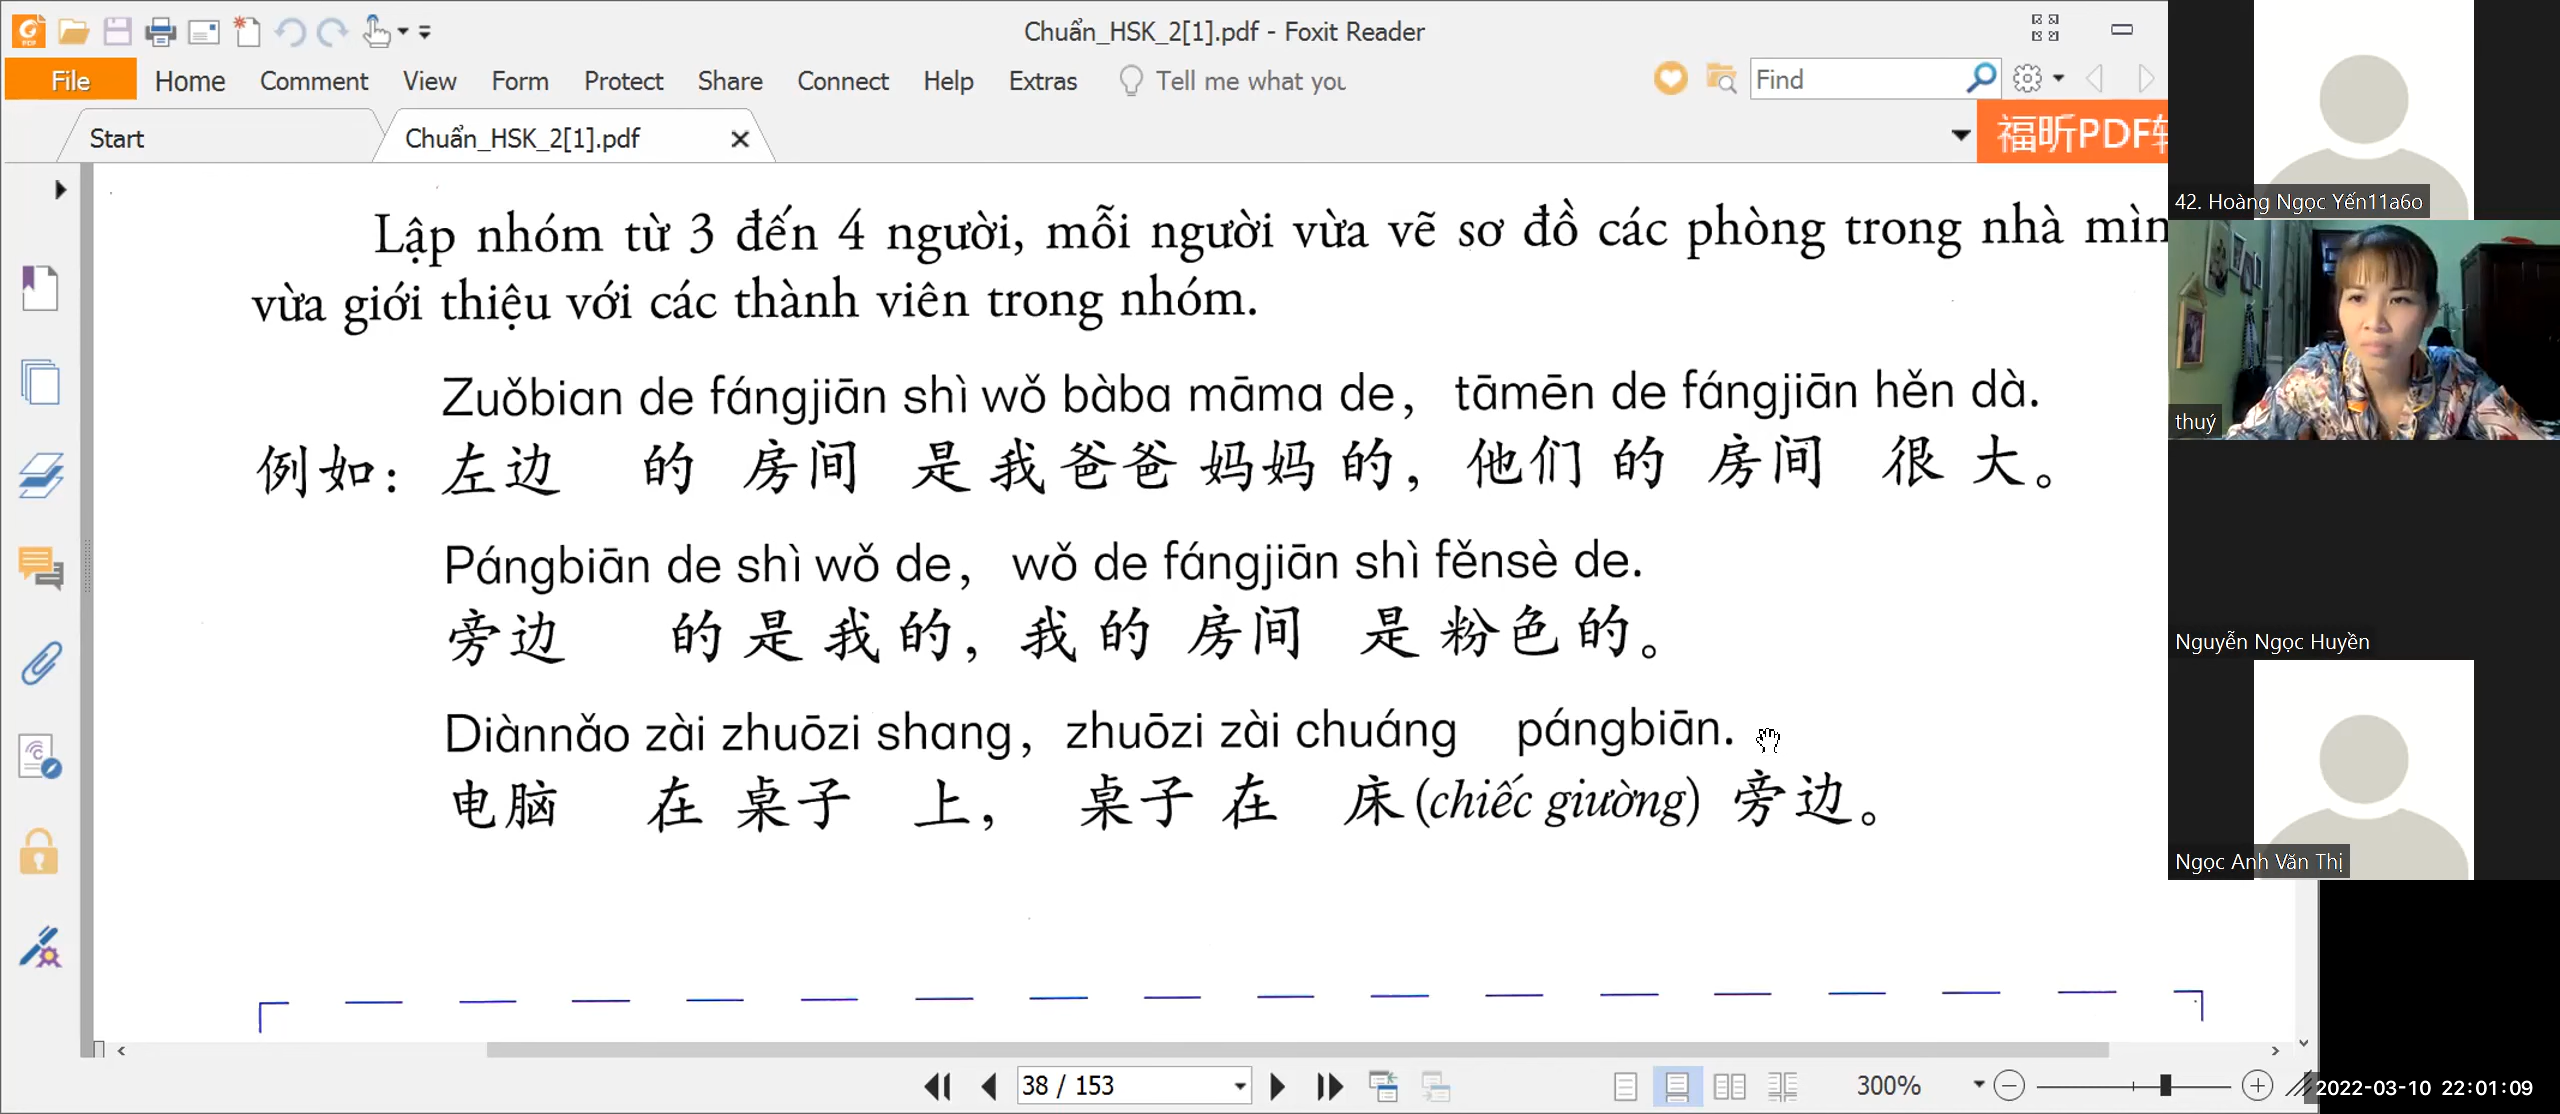 Chuẩn_HSK_2[1].pdf - Foxit Reader
File Home Comment View Form Protect Share Connect Help Extras Tell me what you Find
Start Chuẩn_HSK_2[1].pdf 福昕PDF
Lập nhóm từ 3 đến 4 người, mỗi người vừa vẽ sơ đồ các phòng trong nhà mìn
vừa giới thiệu với các thành viên trong nhóm.
Zuǒbian de fángjiān shì wǒ bàba māma de, tāmēn de fángjiān hěn dà.
例如: 左边 的 房间 是 我 爸爸 妈妈 的, 他们 的 房间 很 大。
Pángbiān de shì wǒ de, wǒ de fángjiān shì fěnsè de.
旁边 的 是 我 的, 我 的 房间 是 粉色 的。
Diànnǎo zài zhuōzi shang, zhuōzi zài chuáng pángbiān.
电脑 在 桌子 上, 桌子 在 床 (chiếc giường) 旁边。
38 / 153 300%
42. Hoàng Ngọc Yến11a6o
thuý
Nguyễn Ngọc Huyền
Ngọc Anh Văn Thị
2022-03-10 22:01:09